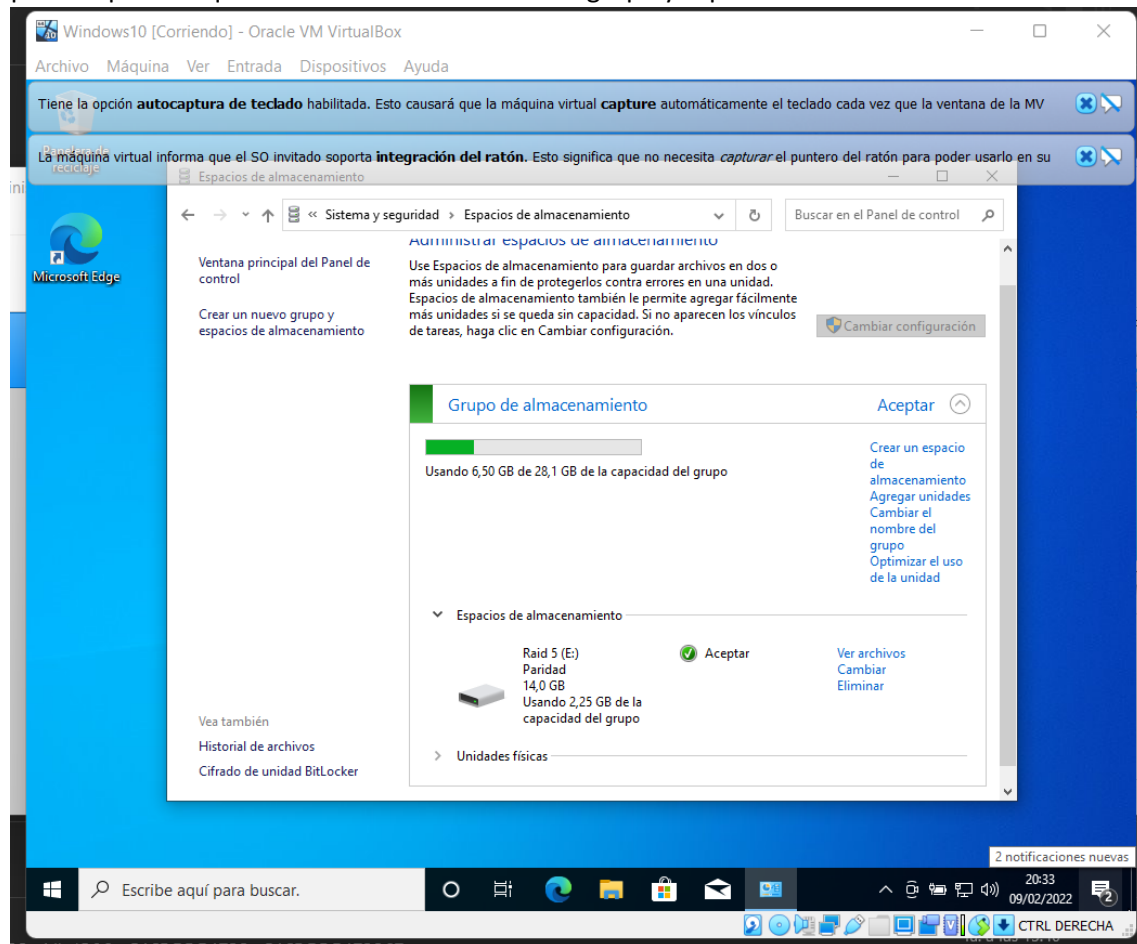 Windows10 [Corriendo] - Oracle VM VirtualBox
Archivo Máquina Ver Entrada Dispositivos Ayuda
Tiene la opción autocaptura de teclado habilitada. Esto causará que la máquina virtual capture automáticamente el teclado cada vez que la ventana de la MV
La máquina virtual informa que el SO invitado soporta integración del ratón. Esto significa que no necesita capturar el puntero del ratón para poder usarlo en su
Papelera de
reciclaje
Espacios de almacenamiento
« Sistema y seguridad > Espacios de almacenamiento
Buscar en el Panel de control
Microsoft Edge
Ventana principal del Panel de
control
Crear un nuevo grupo y
espacios de almacenamiento
Administrar espacios de almacenamiento
Use Espacios de almacenamiento para guardar archivos en dos o
más unidades a fin de protegerlos contra errores en una unidad.
Espacios de almacenamiento también le permite agregar fácilmente
más unidades si se queda sin capacidad. Si no aparecen los vínculos
de tareas, haga clic en Cambiar configuración.
Cambiar configuración
Grupo de almacenamiento
Aceptar
Usando 6,50 GB de 28,1 GB de la capacidad del grupo
Crear un espacio
de
almacenamiento
Agregar unidades
Cambiar el
nombre del
grupo
Optimizar el uso
de la unidad
Espacios de almacenamiento
Raid 5 (E:)
Paridad
14,0 GB
Usando 2,25 GB de la
capacidad del grupo
Aceptar
Ver archivos
Cambiar
Eliminar
Unidades físicas
Vea también
Historial de archivos
Cifrado de unidad BitLocker
2 notificaciones nuevas
Escribe aquí para buscar.
20:33
09/02/2022
2
CTRL DERECHA